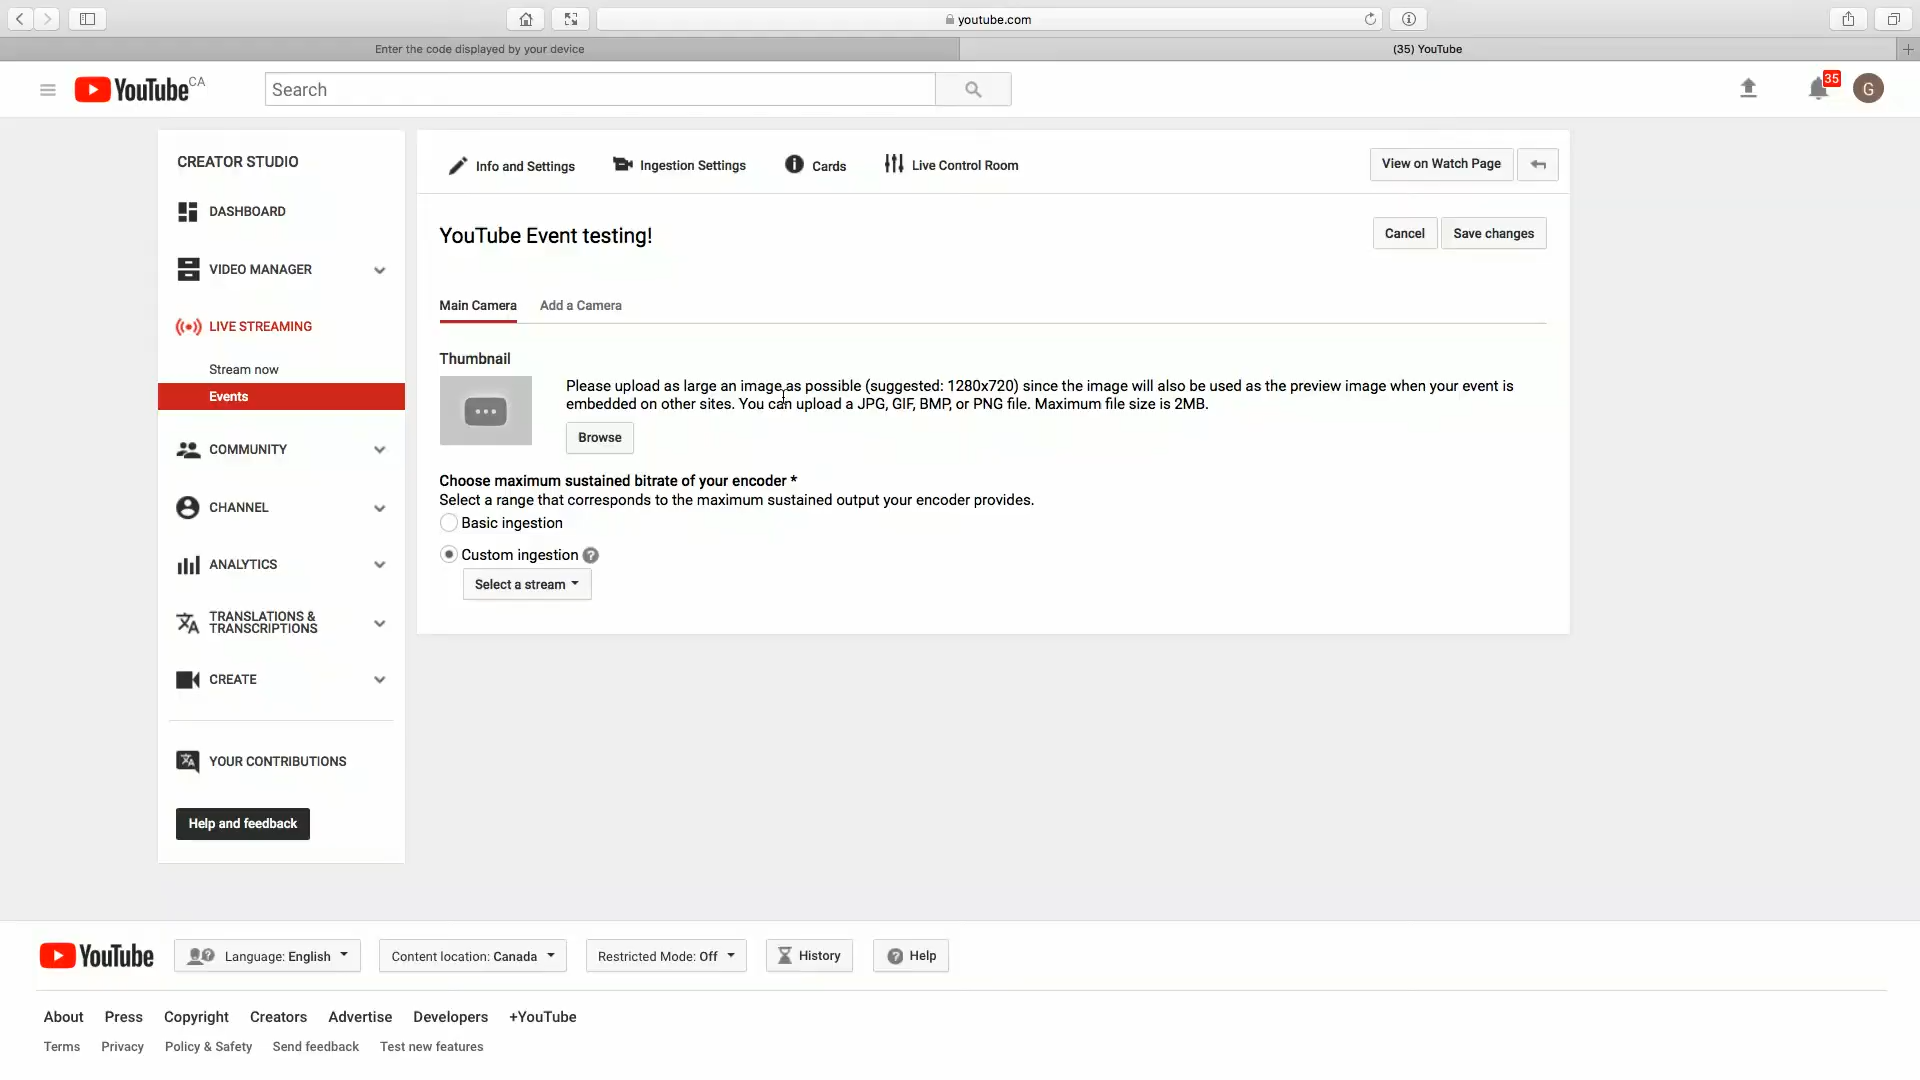 youtube.com
Enter the code displayed by your device
(35) YouTube
YouTube CA
Search
35
G
CREATOR STUDIO
DASHBOARD
VIDEO MANAGER
LIVE STREAMING
Stream now
Events
COMMUNITY
CHANNEL
ANALYTICS
TRANSLATIONS &
TRANSCRIPTIONS
CREATE
YOUR CONTRIBUTIONS
Help and feedback
Info and Settings
Ingestion Settings
Cards
Live Control Room
View on Watch Page
YouTube Event testing!
Cancel
Save changes
Main Camera
Add a Camera
Thumbnail
Please upload as large an image as possible (suggested: 1280x720) since the image will also be used as the preview image when your event is
embedded on other sites. You can upload a JPG, GIF, BMP, or PNG file. Maximum file size is 2MB.
Browse
Choose maximum sustained bitrate of your encoder *
Select a range that corresponds to the maximum sustained output your encoder provides.
Basic ingestion
Custom ingestion ?
Select a stream
YouTube
Language: English
Content location: Canada
Restricted Mode: Off
History
Help
About Press Copyright Creators Advertise Developers +YouTube
Terms Privacy Policy & Safety Send feedback Test new features